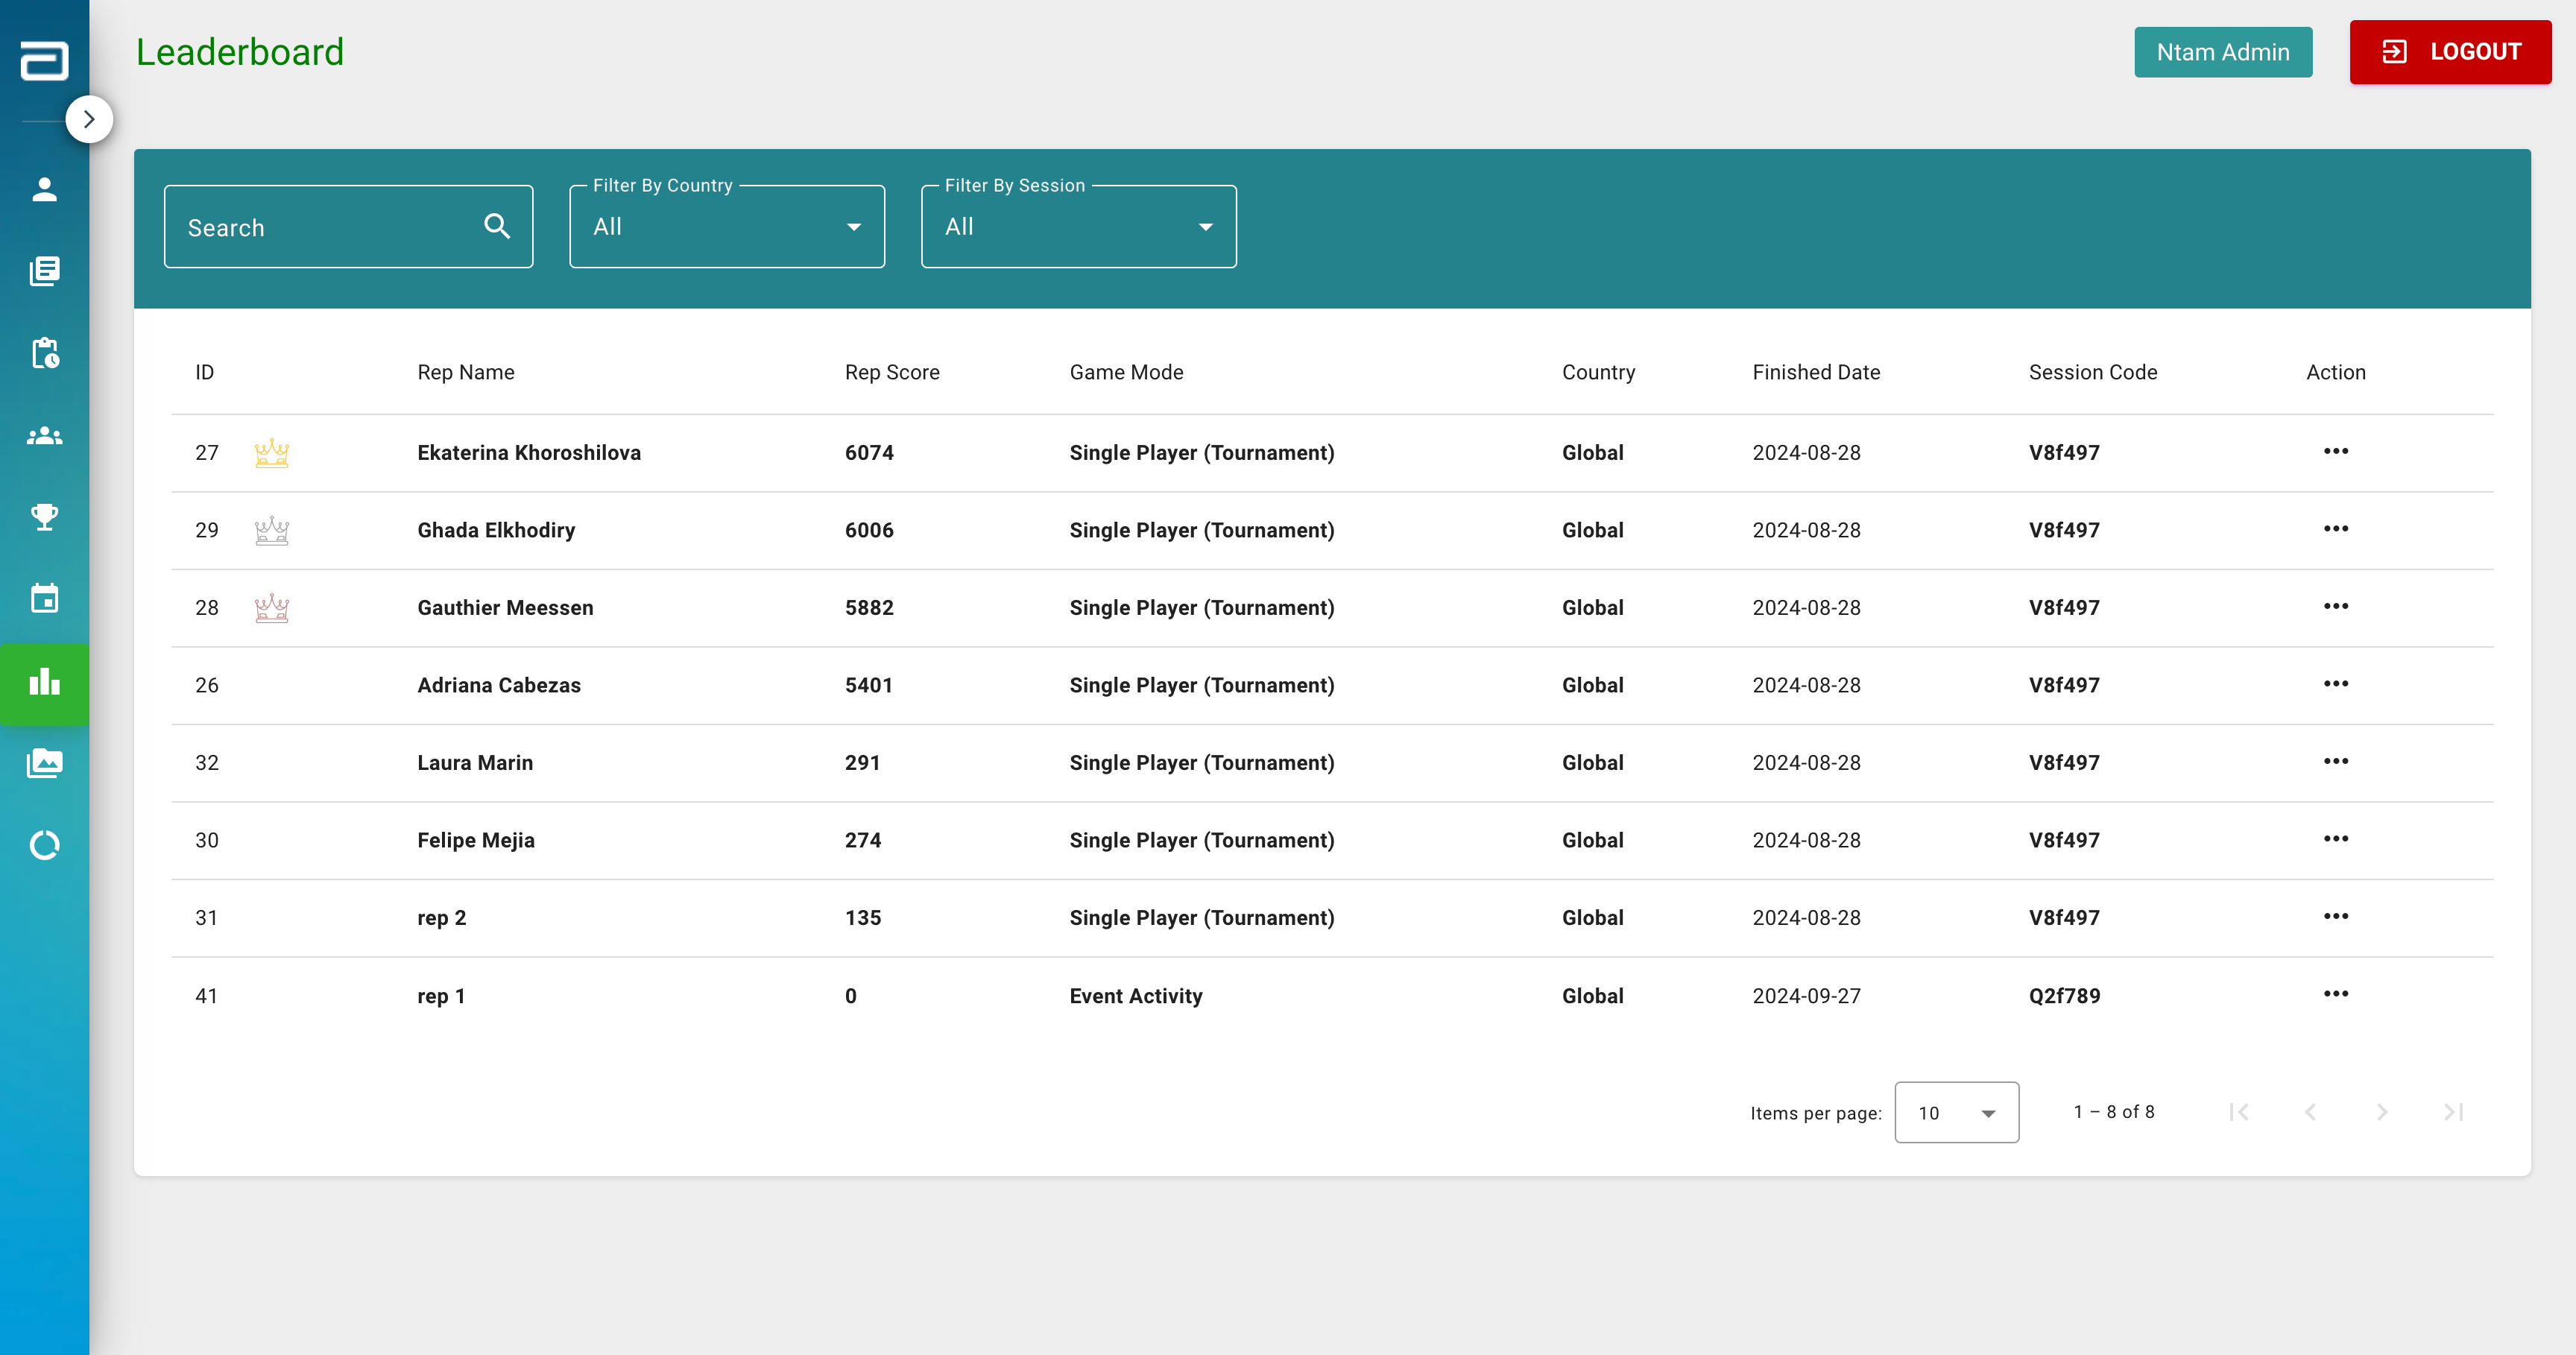 Leaderboard
Ntam Admin
LOGOUT
Search
Filter By Country
All
Filter By Session
All
ID Rep Name Rep Score Game Mode Country Finished Date Session Code Action
27 Ekaterina Khoroshilova 6074 Single Player (Tournament) Global 2024-08-28 V8f497
29 Ghada Elkhodiry 6006 Single Player (Tournament) Global 2024-08-28 V8f497
28 Gauthier Meessen 5882 Single Player (Tournament) Global 2024-08-28 V8f497
26 Adriana Cabezas 5401 Single Player (Tournament) Global 2024-08-28 V8f497
32 Laura Marin 291 Single Player (Tournament) Global 2024-08-28 V8f497
30 Felipe Mejia 274 Single Player (Tournament) Global 2024-08-28 V8f497
31 rep 2 135 Single Player (Tournament) Global 2024-08-28 V8f497
41 rep 1 0 Event Activity Global 2024-09-27 Q2f789
Items per page: 10 1 – 8 of 8